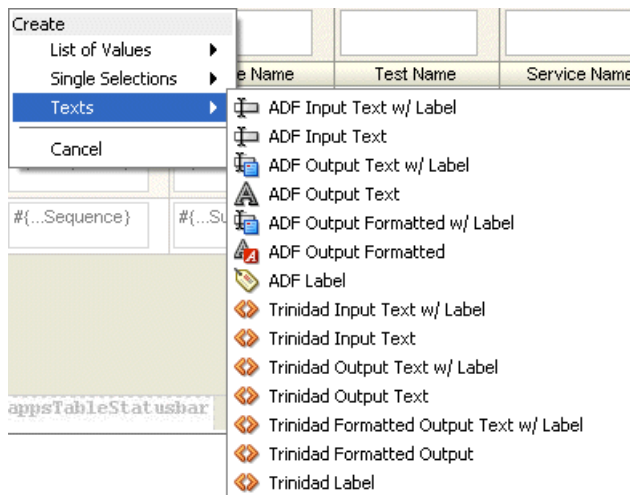 Create
List of Values
Single Selections
e Name
Test Name
Service Name
Texts
ADF Input Text w/ Label
ADF Input Text
Cancel
ADF Output Text w/ Label
ADF Output Text
#{...Sequence}
#{...Su
ADF Output Formatted w/ Label
ADF Output Formatted
ADF Label
Trinidad Input Text w/ Label
Trinidad Input Text
Trinidad Output Text w/ Label
Trinidad Output Text
appsTableStatusbar
Trinidad Formatted Output Text w/ Label
Trinidad Formatted Output
Trinidad Label